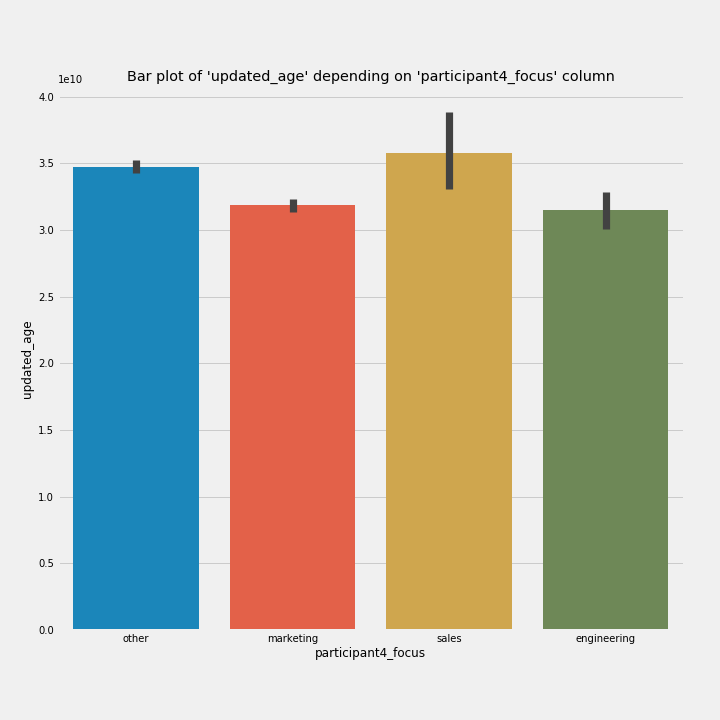 Bar plot of 'updated_age' depending on 'participant4_focus' column
1e10
4.0
3.5
3.0
2.5
2.0
1.5
1.0
0.5
0.0
updated_age
other marketing sales engineering
participant4_focus